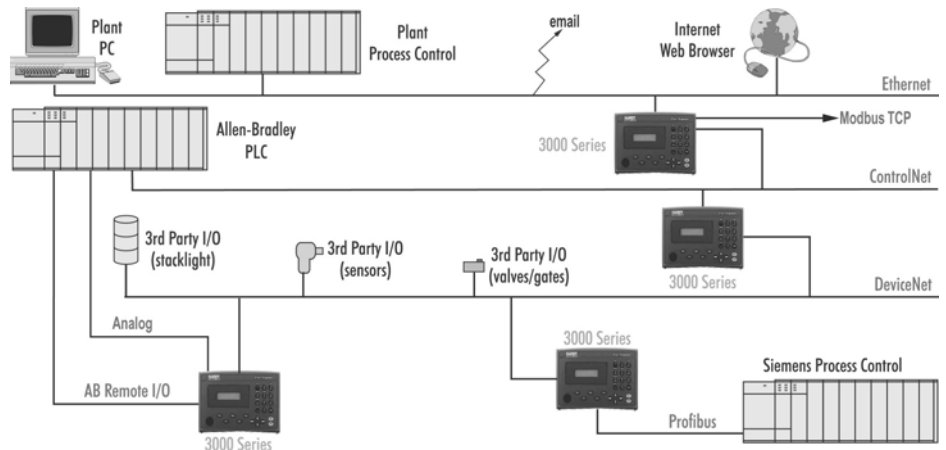 Plant
PC
Plant
Process Control
email
Internet
Web Browser
Ethernet
Allen-Bradley
PLC
3000 Series
Modbus TCP
ControlNet
3rd Party I/O
(stacklight)
3rd Party I/O
(sensors)
3rd Party I/O
(valves/gates)
3000 Series
DeviceNet
Analog
3000 Series
Siemens Process Control
AB Remote I/O
Profibus
3000 Series